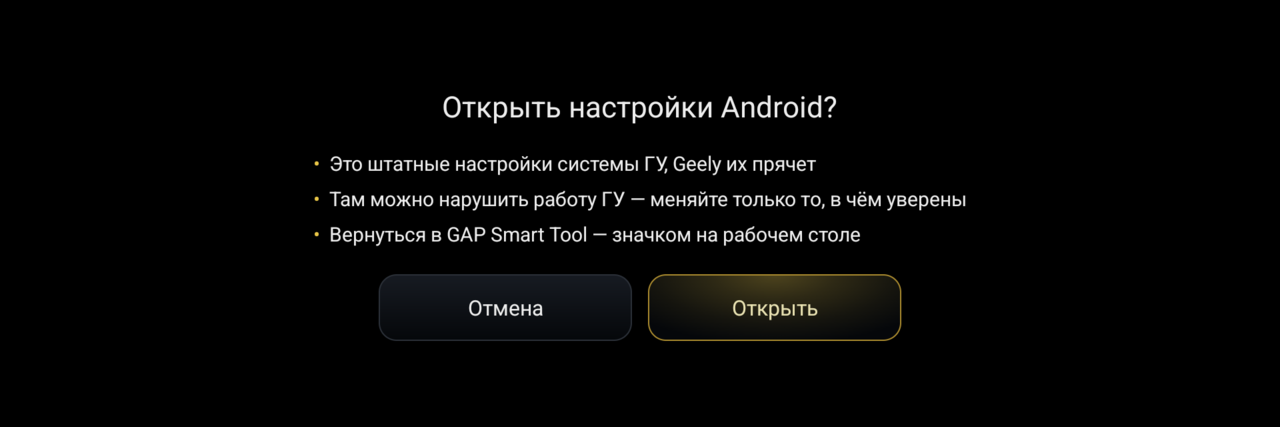 Открыть настройки Android?
• Это штатные настройки системы ГУ, Geely их прячет
• Там можно нарушить работу ГУ — меняйте только то, в чём уверены
• Вернуться в GAP Smart Tool — значком на рабочем столе
Отмена
Открыть